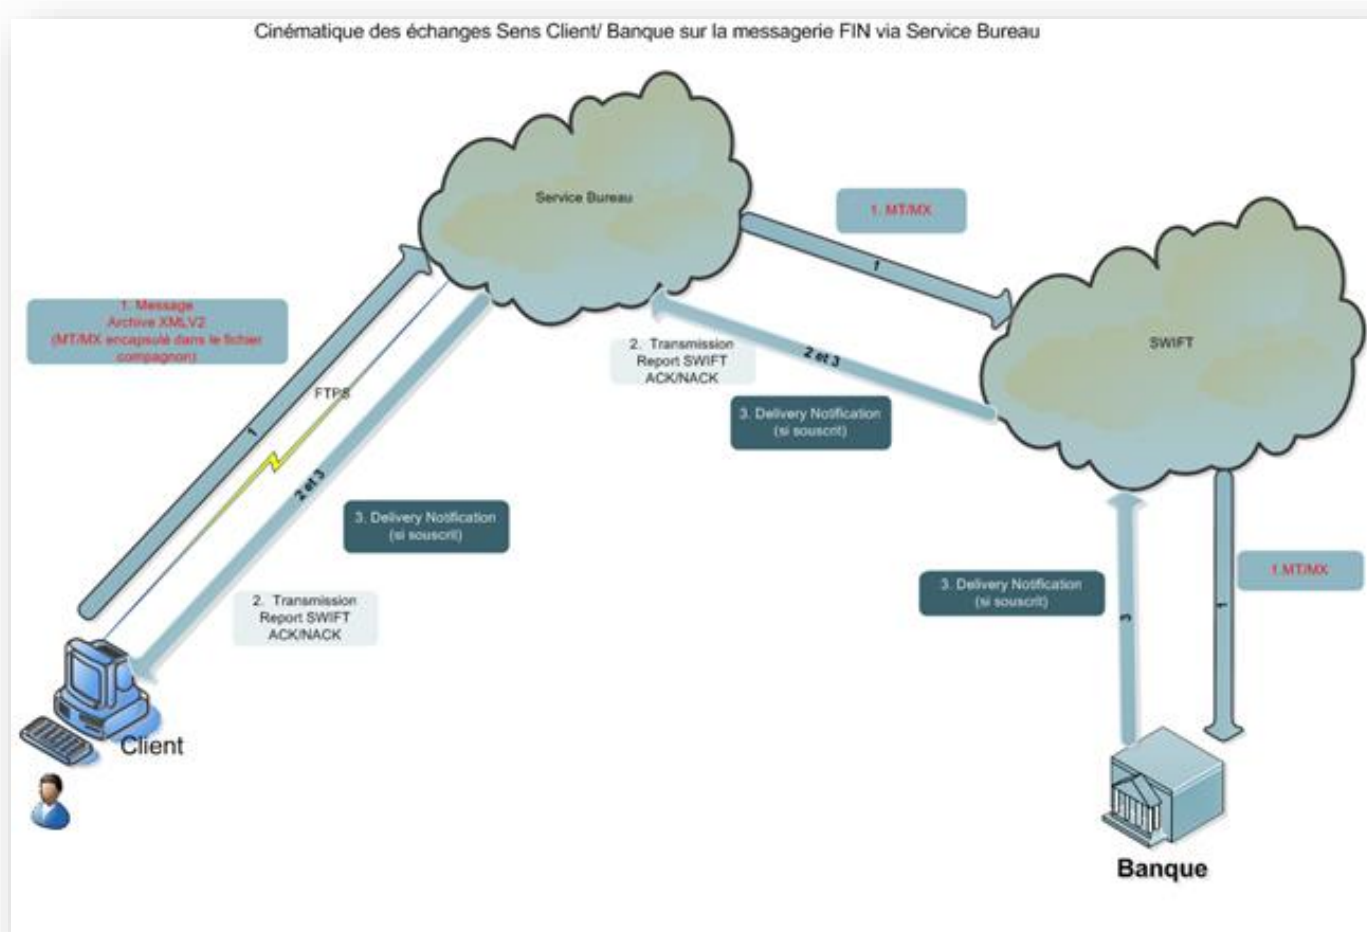 Cinématique des échanges Sens Client/ Banque sur la messagerie FIN via Service Bureau
Service Bureau
1. MT/MX
1
1. Message
Archive XMLV2
(MT/MX encapsulé dans le fichier
compagnon)
SWIFT
2. Transmission
Report SWIFT
ACK/NACK
2 et 3
FTPS
1
3. Delivery Notification
(si souscrit)
2 et 3
3. Delivery Notification
(si souscrit)
1.MT/MX
3. Delivery Notification
(si souscrit)
3
1
2. Transmission
Report SWIFT
ACK/NACK
Client
Banque